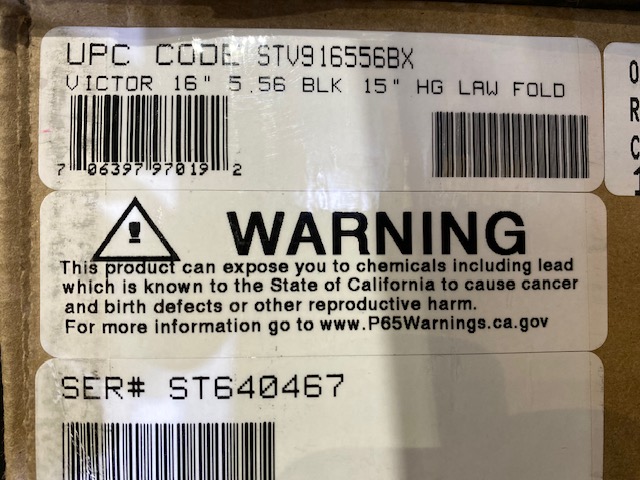 UPC CODE STV916556BX
VICTOR 16" 5.56 BLK 15" HG LAW FOLD
7 06397 97019 2
WARNING
This product can expose you to chemicals including lead
which is known to the State of California to cause cancer
and birth defects or other reproductive harm.
For more information go to www.P65Warnings.ca.gov
SER# ST640467